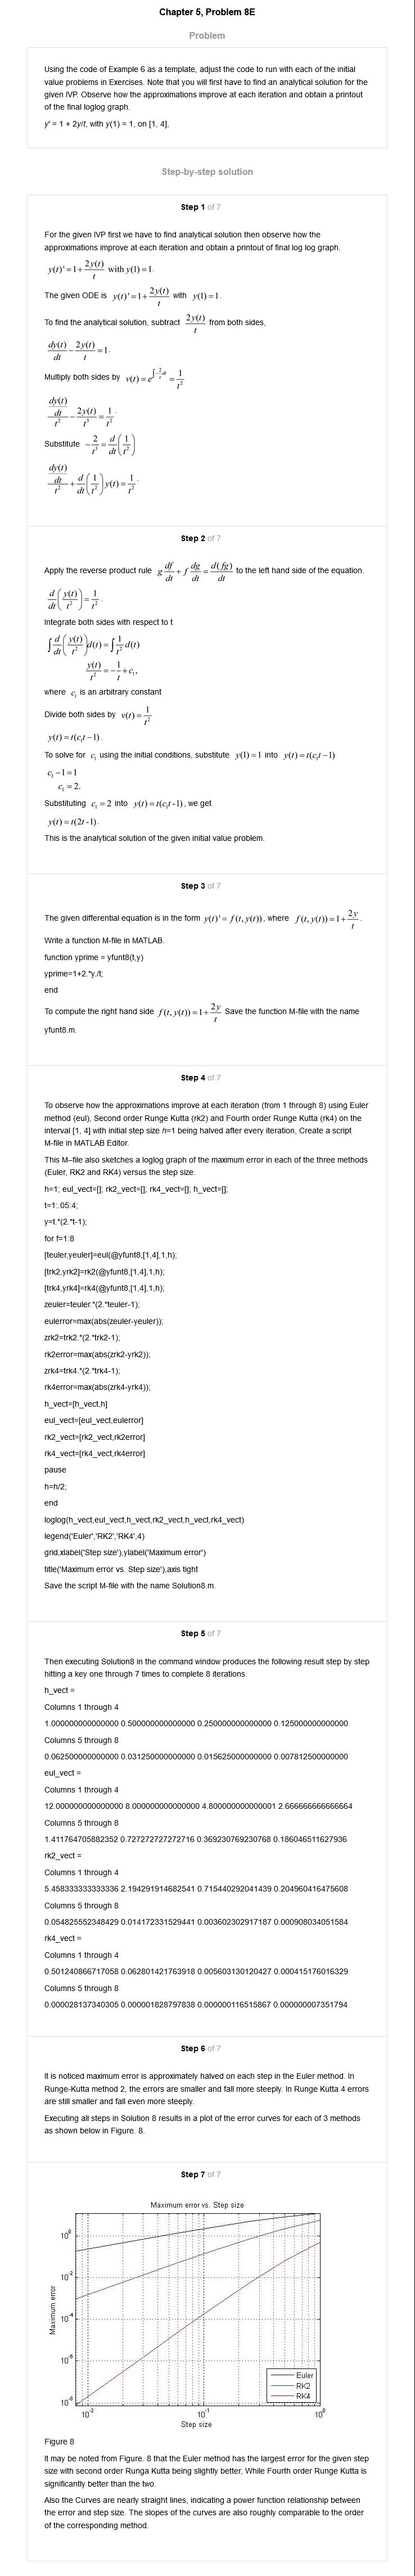 Chapter 5, Problem 8E
Problem
Using the code of Example 6 as a template, adjust the code to run with each of the initial
value problems in Exercises. Note that you will first have to find an analytical solution for the
given IVP. Observe how the approximations improve at each iteration and obtain a printout
of the final loglog graph.
y' = 1 + 2y/t, with y(1) = 1, on [1, 4],
Step-by-step solution
Step 1 of 7
For the given IVP first we have to find analytical solution then observe how the
approximations improve at each iteration and obtain a printout of final log log graph.
y(t)'=1+\frac{2y(t)}{t} with y(1)=1.
The given ODE is y(t)'=1+\frac{2y(t)}{t} with y(1)=1.
To find the analytical solution, subtract \frac{2y(t)}{t} from both sides,
\frac{dy(t)}{dt}-\frac{2y(t)}{t}=1.
Multiply both sides by v(t)=e^{\int-\frac{2}{t}dt}=\frac{1}{t^2}
\frac{\frac{dy(t)}{dt}}{t^2}-\frac{2y(t)}{t^3}=\frac{1}{t^2}.
Substitute -\frac{2}{t^3}=\frac{d}{dt}\left(\frac{1}{t^2}\right)
\frac{\frac{dy(t)}{dt}}{t^2}+\frac{d}{dt}\left(\frac{1}{t^2}\right)y(t)=\frac{1}{t^2}.
Step 2 of 7
Apply the reverse product rule g\frac{df}{dt}+f\frac{dg}{dt}=\frac{d(fg)}{dt} to the left hand side of the equation.
\frac{d}{dt}\left(\frac{y(t)}{t^2}\right)=\frac{1}{t^2}.
Integrate both sides with respect to t
\int\frac{d}{dt}\left(\frac{y(t)}{t^2}\right)d(t)=\int\frac{1}{t^2}d(t)
\frac{y(t)}{t^2}=-\frac{1}{t}+c_1,
where c_1 is an arbitrary constant
Divide both sides by v(t)=\frac{1}{t^2}
y(t)=t(c_1t-1).
To solve for c_1 using the initial conditions, substitute y(1)=1 into y(t)=t(c_1t-1)
c_1-1=1
c_1=2.
Substituting c_1=2 into y(t)=t(c_1t-1), we get
y(t)=t(2t-1).
This is the analytical solution of the given initial value problem.
Step 3 of 7
The given differential equation is in the form y(t)'=f(t,y(t)), where f(t,y(t))=1+\frac{2y}{t}.
Write a function M-file in MATLAB.
function yprime = yfunt8(t,y)
yprime=1+2.*y./t;
end
To compute the right hand side f(t,y(t))=1+\frac{2y}{t} Save the function M-file with the name
yfunt8.m.
Step 4 of 7
To observe how the approximations improve at each iteration (from 1 through 8) using Euler
method (eul), Second order Runge Kutta (rk2) and Fourth order Runge Kutta (rk4) on the
interval [1, 4] with initial step size h=1 being halved after every iteration, Create a script
M-file in MATLAB Editor.
This M–file also sketches a loglog graph of the maximum error in each of the three methods
(Euler, RK2 and RK4) versus the step size.
h=1; eul_vect=[]; rk2_vect=[]; rk4_vect=[]; h_vect=[];
t=1:.05:4;
y=t.*(2.*t-1);
for f=1:8
[teuler,yeuler]=eul(@yfunt8,[1,4],1,h);
[trk2,yrk2]=rk2(@yfunt8,[1,4],1,h);
[trk4,yrk4]=rk4(@yfunt8,[1,4],1,h);
zeuler=teuler.*(2.*teuler-1);
eulerror=max(abs(zeuler-yeuler));
zrk2=trk2.*(2.*trk2-1);
rk2error=max(abs(zrk2-yrk2));
zrk4=trk4.*(2.*trk4-1);
rk4error=max(abs(zrk4-yrk4));
h_vect=[h_vect,h]
eul_vect=[eul_vect,eulerror]
rk2_vect=[rk2_vect,rk2error]
rk4_vect=[rk4_vect,rk4error]
pause
h=h/2;
end
loglog(h_vect,eul_vect,h_vect,rk2_vect,h_vect,rk4_vect)
legend('Euler','RK2','RK4',4)
grid,xlabel('Step size'),ylabel('Maximum error')
title('Maximum error vs. Step size'),axis tight
Save the script M-file with the name Solution8.m.
Step 5 of 7
Then executing Solution8 in the command window produces the following result step by step
hitting a key one through 7 times to complete 8 iterations.
h_vect =
Columns 1 through 4
1.000000000000000 0.500000000000000 0.250000000000000 0.125000000000000
Columns 5 through 8
0.062500000000000 0.031250000000000 0.015625000000000 0.007812500000000
eul_vect =
Columns 1 through 4
12.000000000000000 8.000000000000000 4.800000000000001 2.666666666666664
Columns 5 through 8
1.411764705882352 0.727272727272716 0.369230769230768 0.186046511627936
rk2_vect =
Columns 1 through 4
5.458333333333336 2.194291914682541 0.715440292041439 0.204960416475608
Columns 5 through 8
0.054825552348429 0.014172331529441 0.003602302917187 0.000908034051584
rk4_vect =
Columns 1 through 4
0.501240866717058 0.062801421763918 0.005603130120427 0.000415176016329
Columns 5 through 8
0.000028137340305 0.000001828797838 0.000000116515867 0.000000007351794
Step 6 of 7
It is noticed maximum error is approximately halved on each step in the Euler method. In
Runge-Kutta method 2, the errors are smaller and fall more steeply. In Runge Kutta 4 errors
are still smaller and fall even more steeply.
Executing all steps in Solution 8 results in a plot of the error curves for each of 3 methods
as shown below in Figure. 8.
Step 7 of 7
Maximum error vs. Step size
10^0
10^-2
10^-4
10^-6
10^-8
Maximum error
Euler
RK2
RK4
10^-2 10^-1 10^0
Step size
Figure 8
It may be noted from Figure. 8 that the Euler method has the largest error for the given step
size with second order Runga Kutta being slightly better, While Fourth order Runge Kutta is
significantly better than the two.
Also the Curves are nearly straight lines, indicating a power function relationship between
the error and step size. The slopes of the curves are also roughly comparable to the order
of the corresponding method.